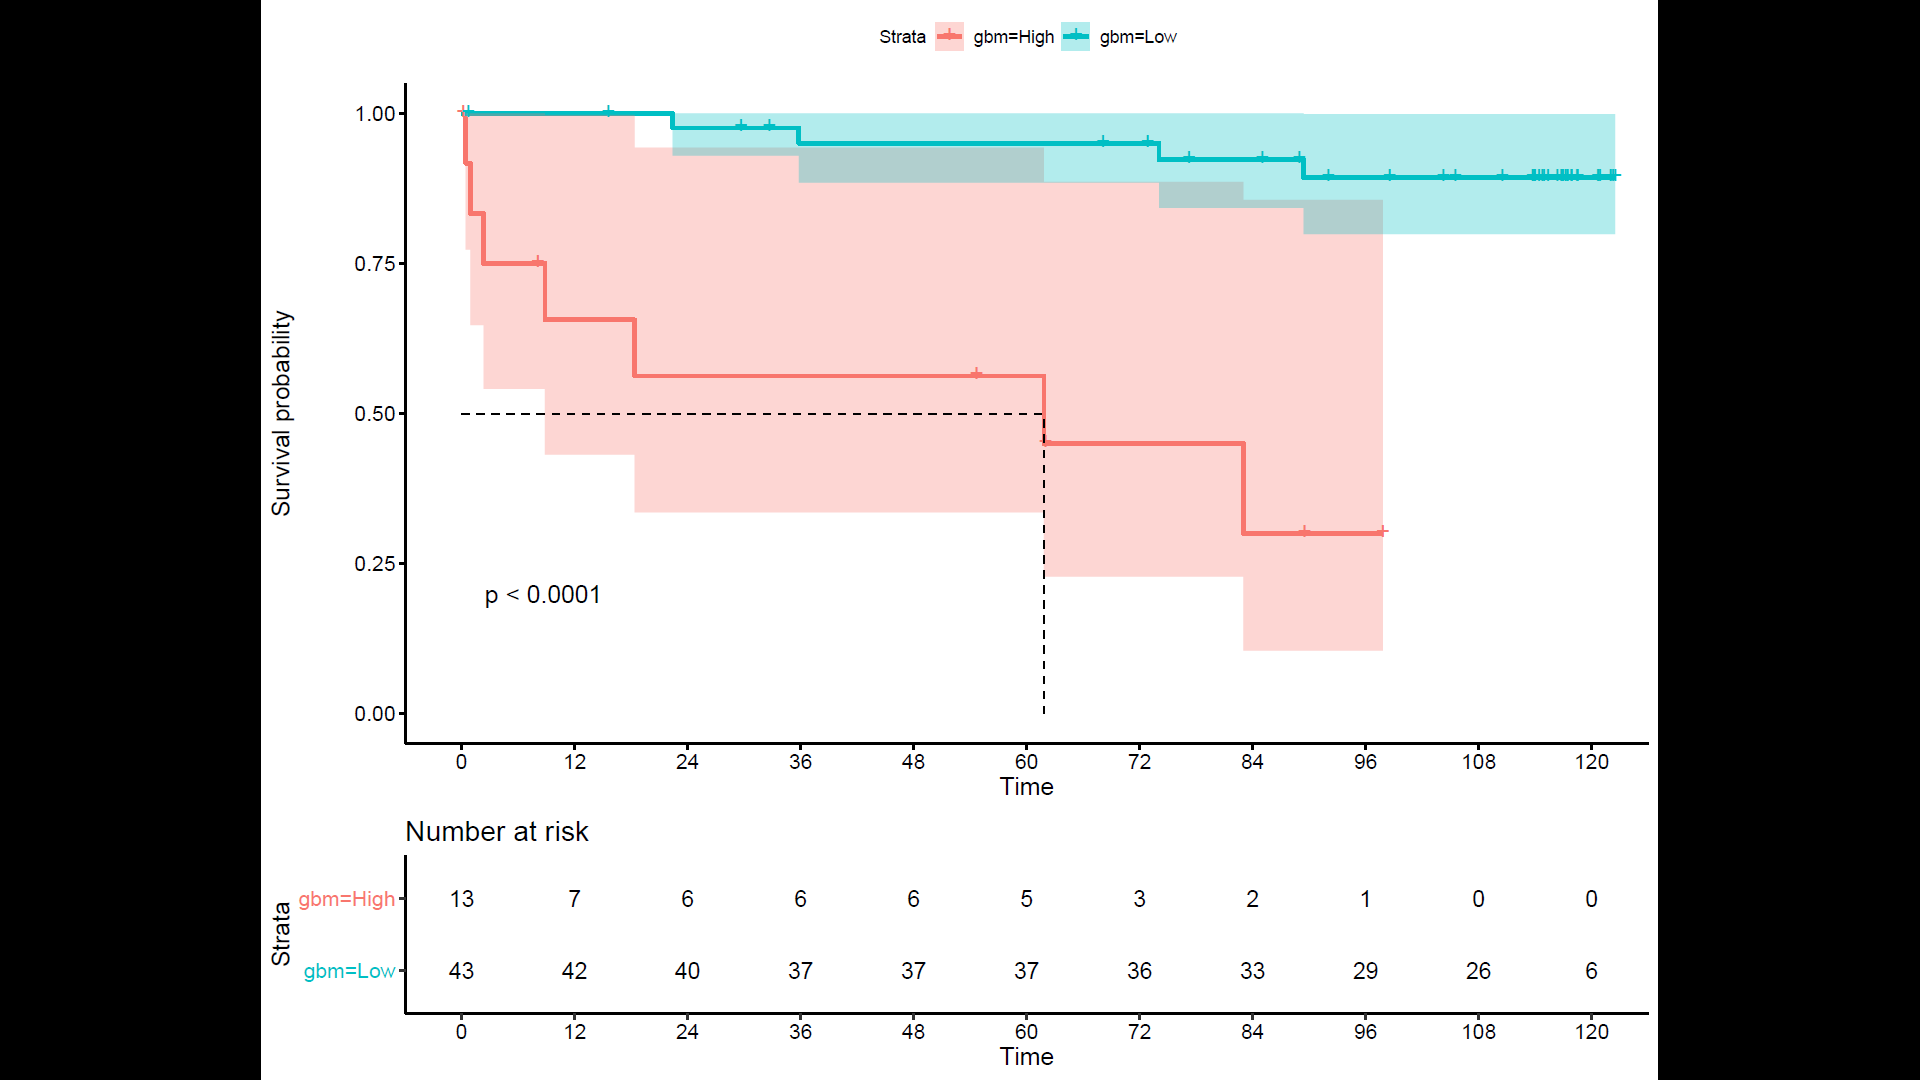 Strata gbm=High gbm=Low
Survival probability
1.00
0.75
0.50
0.25
0.00
p < 0.0001
0 12 24 36 48 60 72 84 96 108 120
Time
Number at risk
Strata
gbm=High 13 7 6 6 6 5 3 2 1 0 0
gbm=Low 43 42 40 37 37 37 36 33 29 26 6
0 12 24 36 48 60 72 84 96 108 120
Time